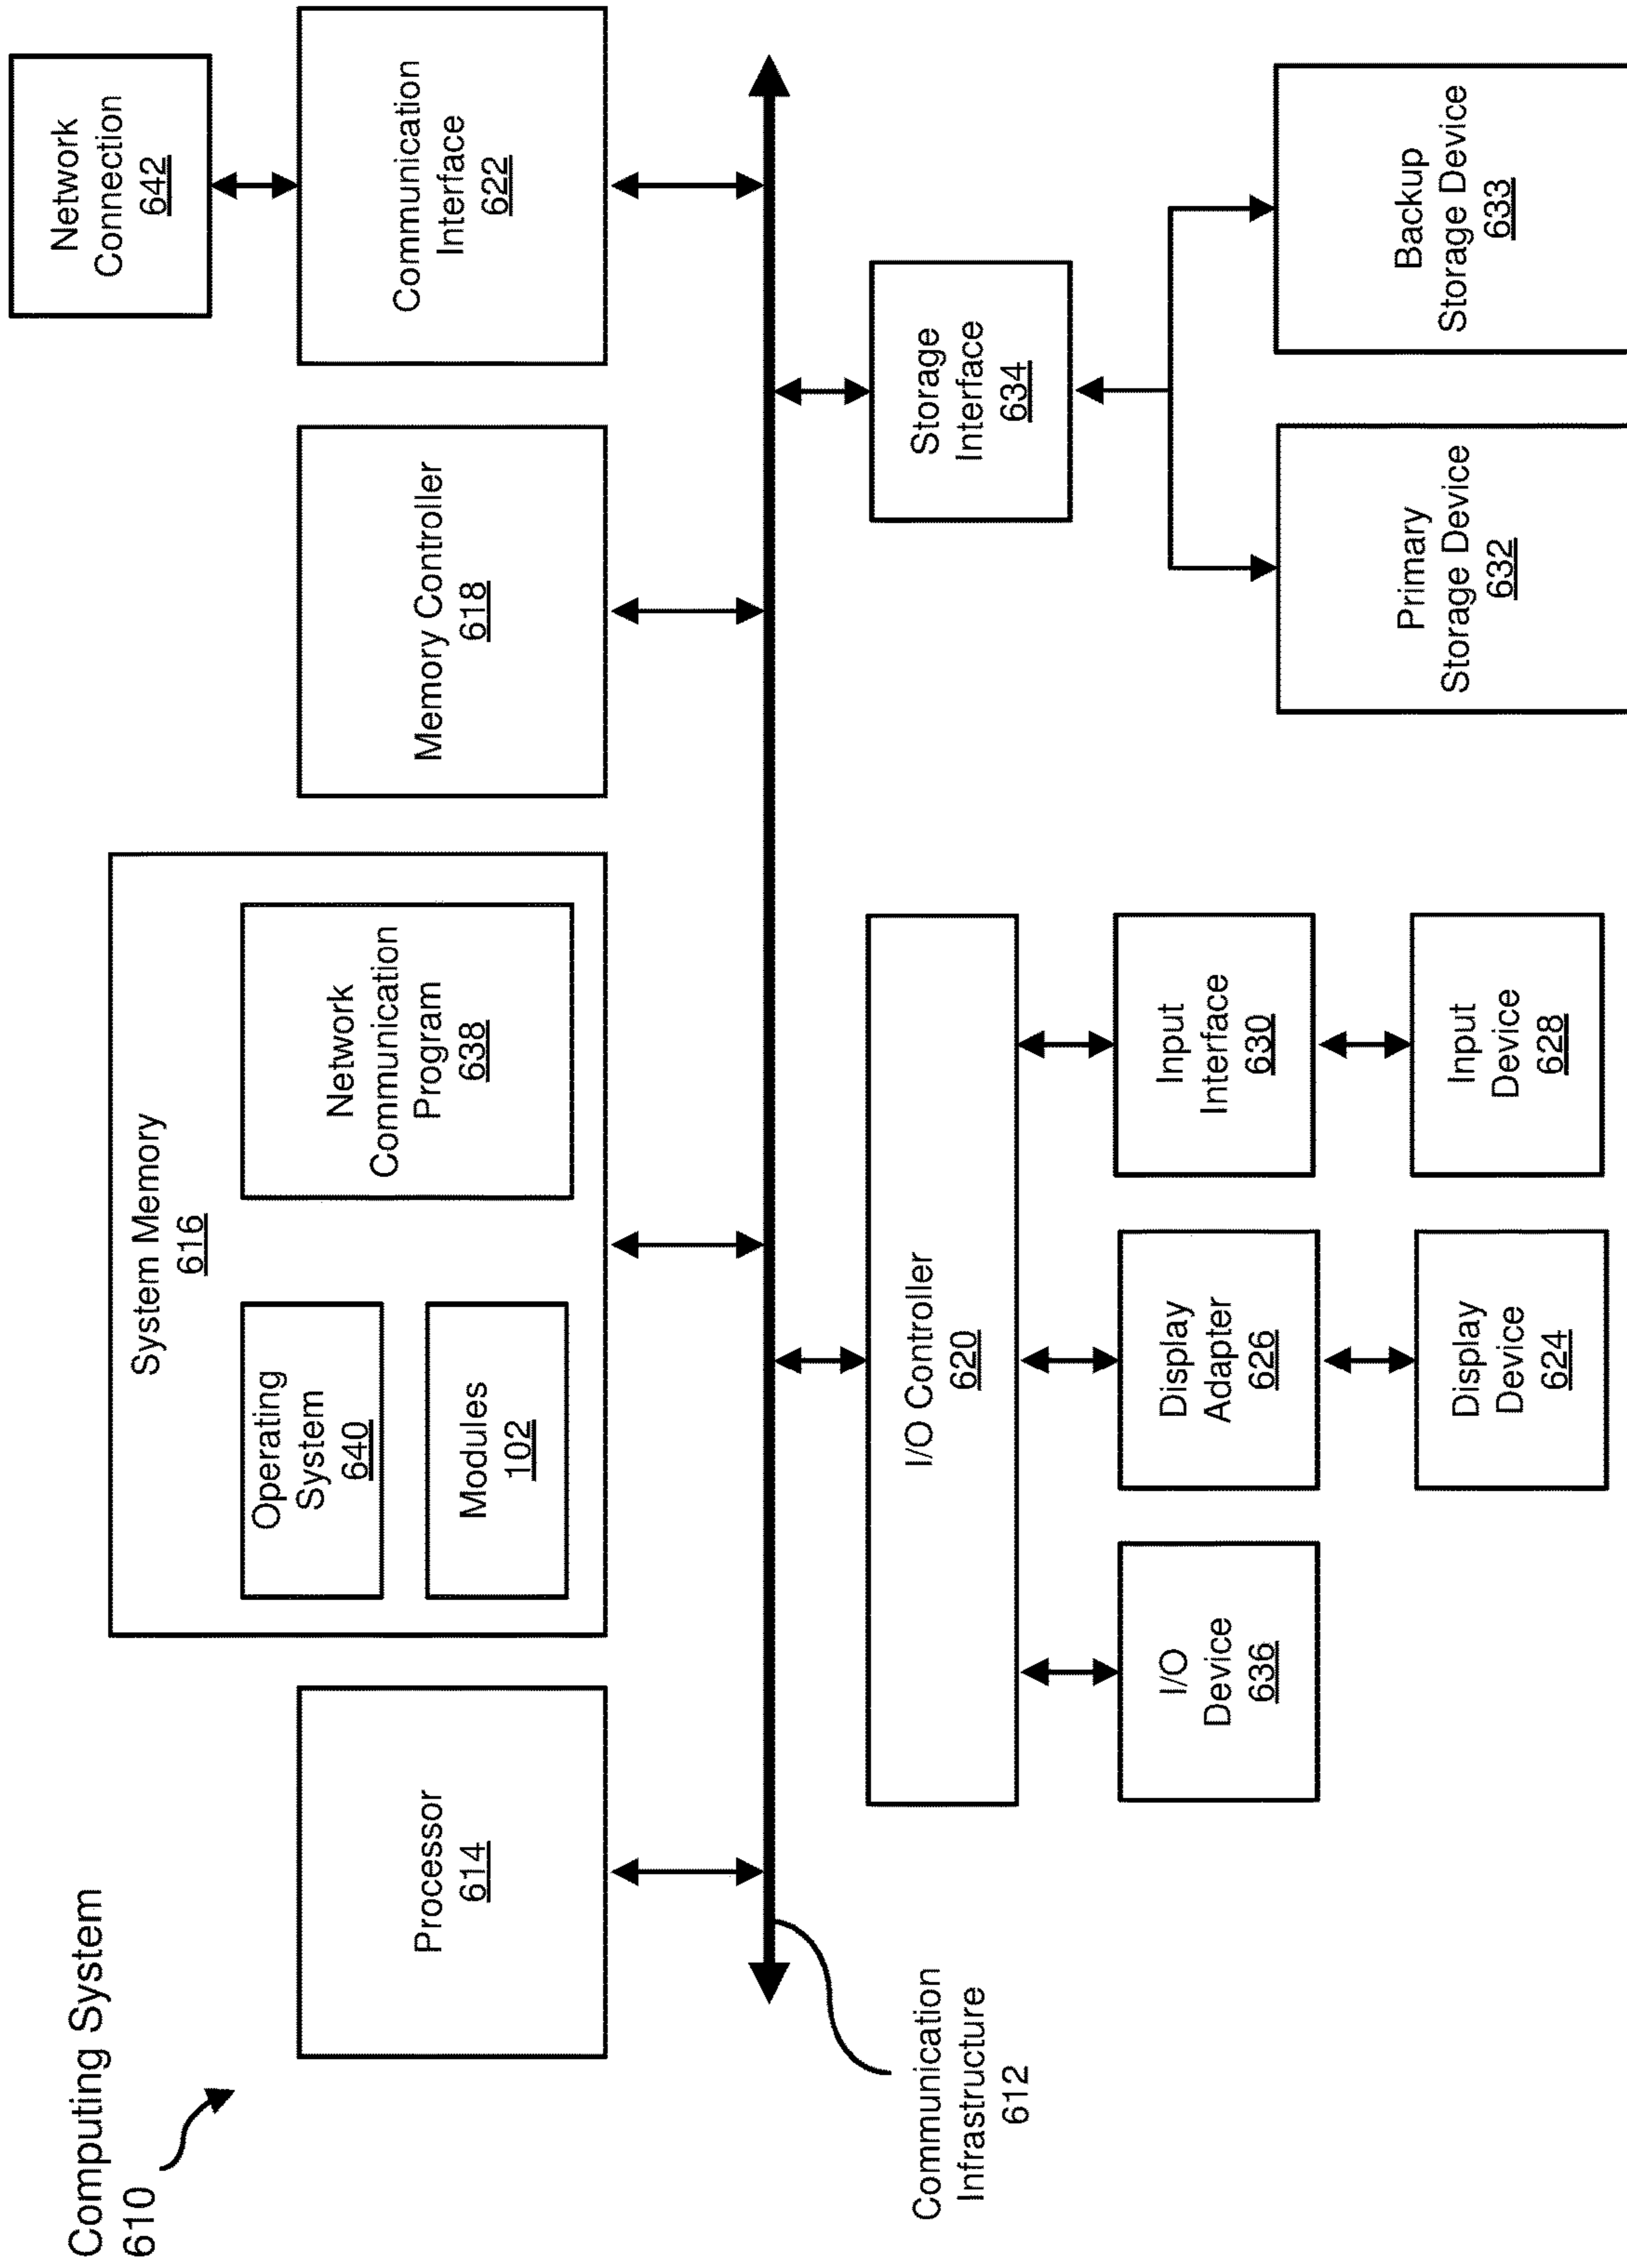 Computing System
610
Processor
614
System Memory
616
Operating
System
640
Modules
102
Network
Communication
Program
638
Memory Controller
618
Network
Connection
642
Communication
Interface
622
Communication
Infrastructure
612
I/O Controller
620
I/O
Device
636
Display
Adapter
626
Input
Interface
630
Display
Device
624
Input
Device
628
Storage
Interface
634
Primary
Storage Device
632
Backup
Storage Device
633